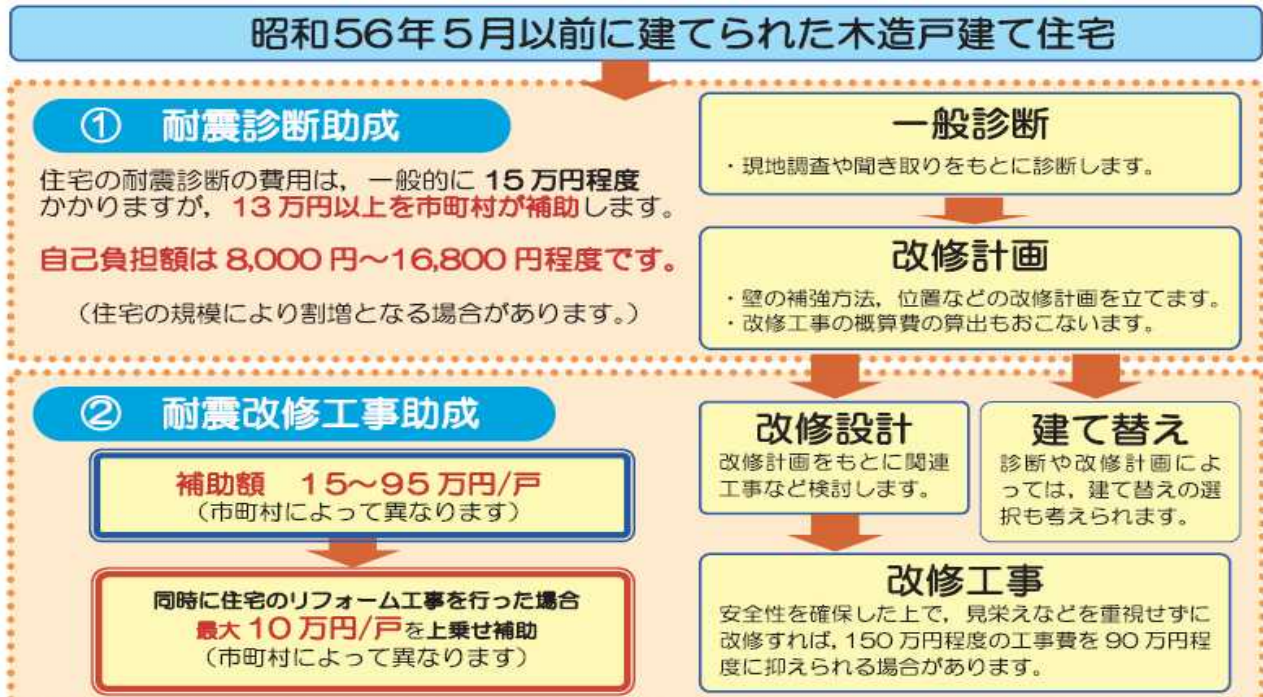 昭和56年5月以前に建てられた木造戸建て住宅
① 耐震診断助成
住宅の耐震診断の費用は，一般的に 15万円程度
かかりますが，13万円以上を市町村が補助します。
自己負担額は 8,000 円～16,800 円程度です。
（住宅の規模により割増となる場合があります。）
一般診断
・現地調査や聞き取りをもとに診断します。
改修計画
・壁の補強方法，位置などの改修計画を立てます。
・改修工事の概算費の算出もおこないます。
② 耐震改修工事助成
補助額 15～95万円/戸
（市町村によって異なります）
同時に住宅のリフォーム工事を行った場合
最大 10万円/戸を上乗せ補助
（市町村によって異なります）
改修設計
改修計画をもとに関連
工事など検討します。
建て替え
診断や改修計画によ
っては，建て替えの選
択も考えられます。
改修工事
安全性を確保した上で，見栄えなどを重視せずに
改修すれば，150万円程度の工事費を90万円程
度に抑えられる場合があります。